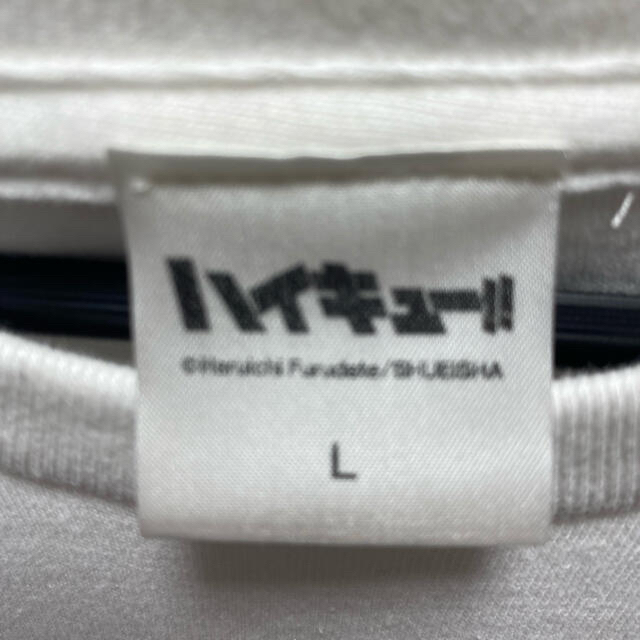 ハイキュー!!
©Haruichi Furudate/SHUEISHA
L